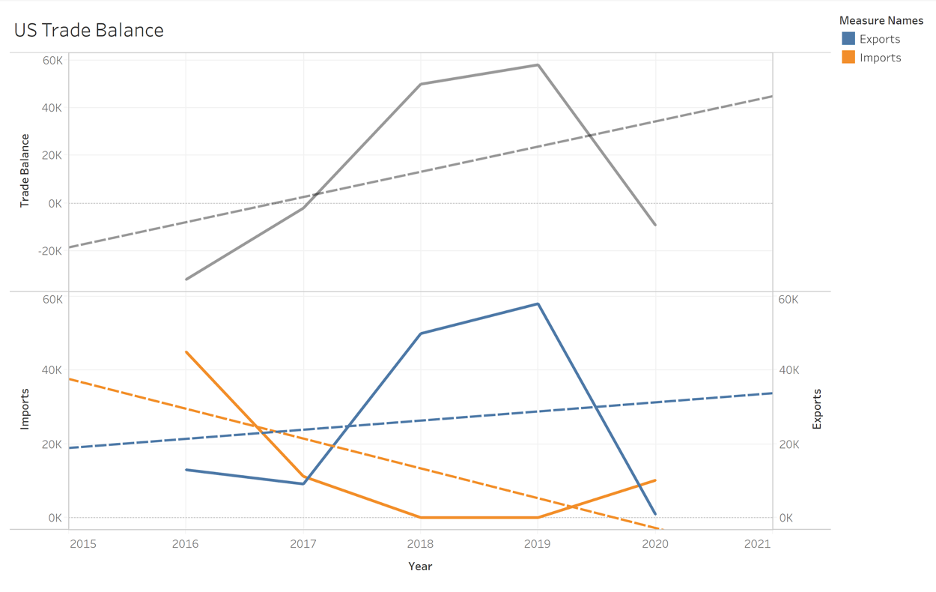 US Trade Balance
Measure Names
Exports
Imports
60K
40K
20K
0K
-20K
Trade Balance
60K
40K
20K
0K
Imports
60K
40K
20K
0K
Exports
2015 2016 2017 2018 2019 2020 2021
Year